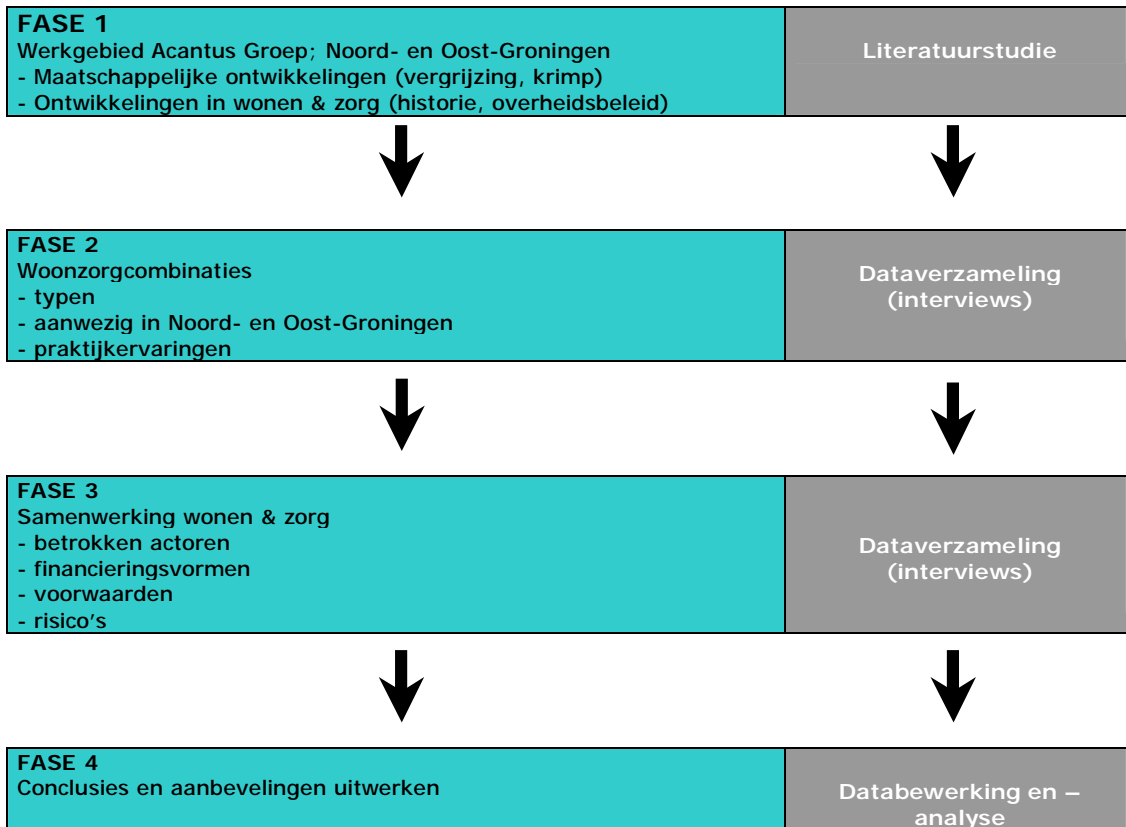 FASE 1
Werkgebied Acantus Groep; Noord- en Oost-Groningen
- Maatschappelijke ontwikkelingen (vergrijzing, krimp)
- Ontwikkelingen in wonen & zorg (historie, overheidsbeleid)
Literatuurstudie
FASE 2
Woonzorgcombinaties
- typen
- aanwezig in Noord- en Oost-Groningen
- praktijkervaringen
Dataverzameling
(interviews)
FASE 3
Samenwerking wonen & zorg
- betrokken actoren
- financieringsvormen
- voorwaarden
- risico's
Dataverzameling
(interviews)
FASE 4
Conclusies en aanbevelingen uitwerken
Databewerking en –
analyse